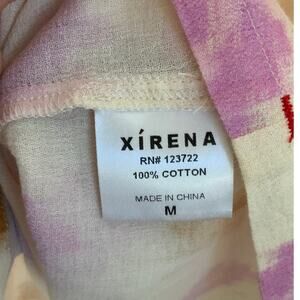 XíRENA
RN# 123722
100% COTTON
MADE IN CHINA
M